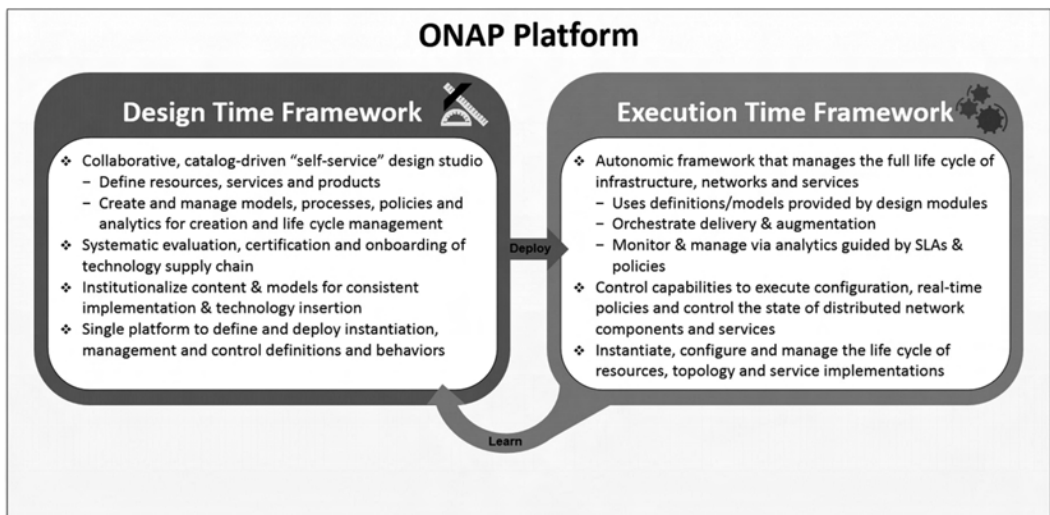 ONAP Platform
Design Time Framework
❖ Collaborative, catalog-driven “self-service” design studio
− Define resources, services and products
− Create and manage models, processes, policies and
analytics for creation and life cycle management
❖ Systematic evaluation, certification and onboarding of
technology supply chain
❖ Institutionalize content & models for consistent
implementation & technology insertion
❖ Single platform to define and deploy instantiation,
management and control definitions and behaviors
Deploy
Execution Time Framework
❖ Autonomic framework that manages the full life cycle of
infrastructure, networks and services
− Uses definitions/models provided by design modules
− Orchestrate delivery & augmentation
− Monitor & manage via analytics guided by SLAs &
policies
❖ Control capabilities to execute configuration, real-time
policies and control the state of distributed network
components and services
❖ Instantiate, configure and manage the life cycle of
resources, topology and service implementations
Learn